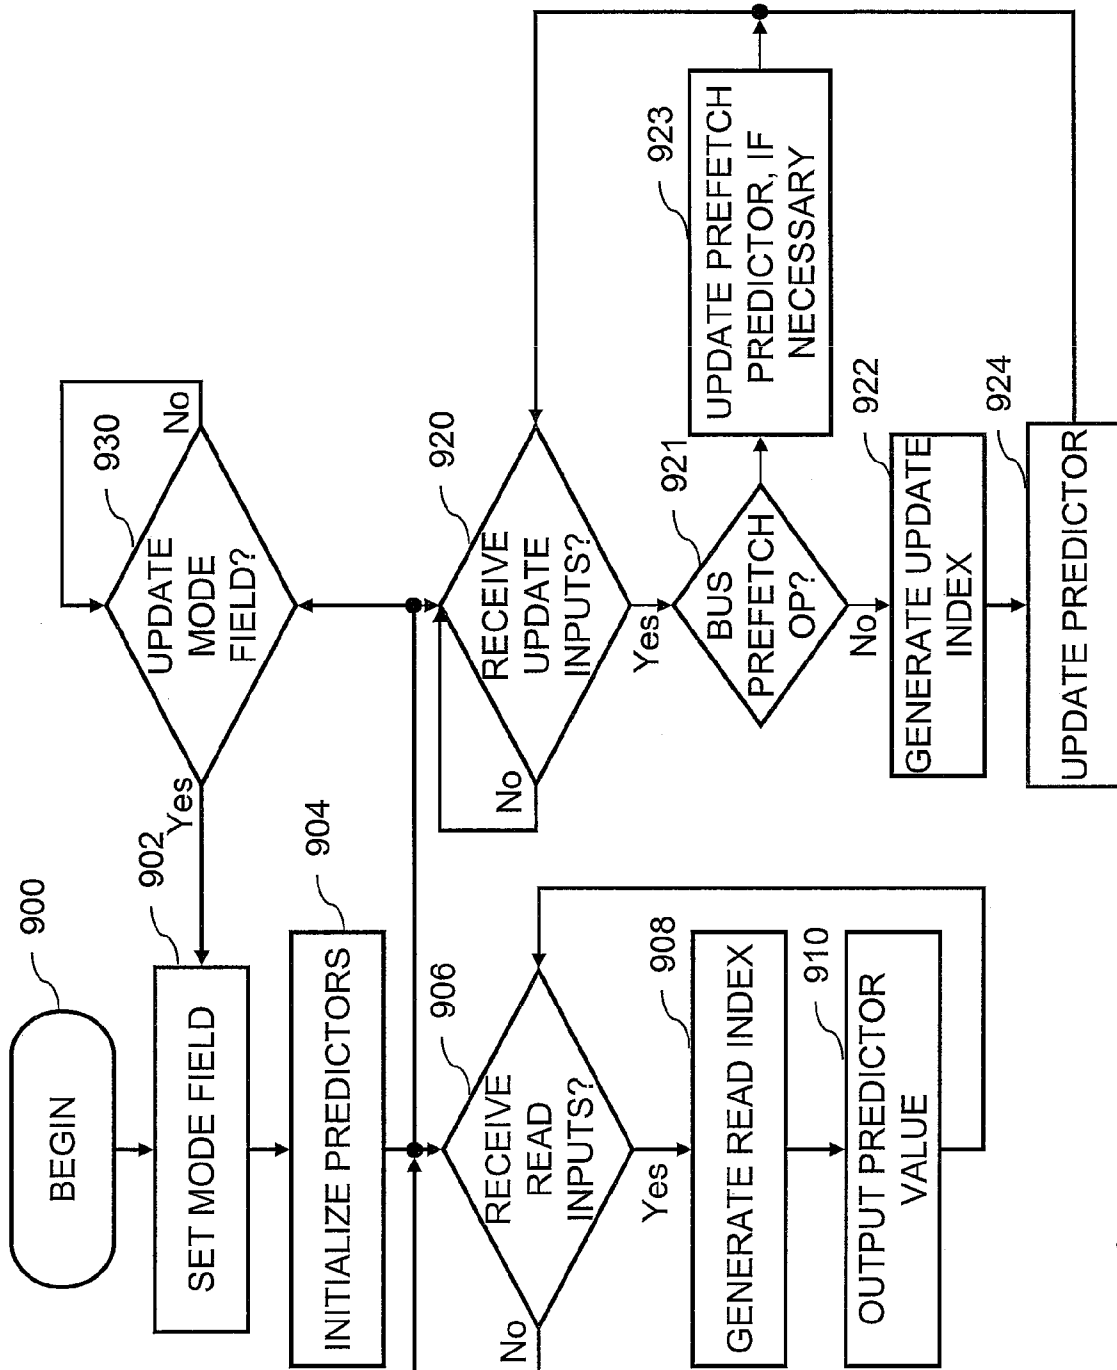 BEGIN
900
SET MODE FIELD
902
INITIALIZE PREDICTORS
904
RECEIVE
READ
INPUTS?
906
No
Yes
GENERATE READ INDEX
908
OUTPUT PREDICTOR
VALUE
910
UPDATE
MODE
FIELD?
930
Yes
No
RECEIVE
UPDATE
INPUTS?
920
No
Yes
BUS
PREFETCH
OP?
921
No
UPDATE PREFETCH
PREDICTOR, IF
NECESSARY
923
GENERATE UPDATE
INDEX
922
UPDATE PREDICTOR
924